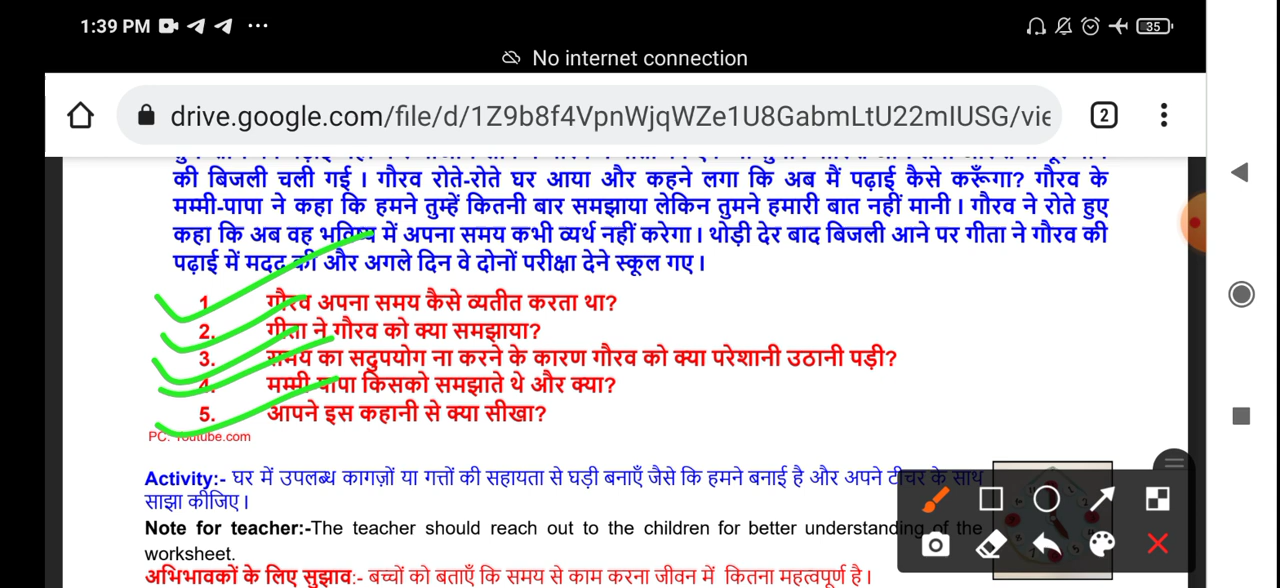 1:39 PM ... 35
No internet connection
drive.google.com/file/d/1Z9b8f4VpnWjqWZe1U8GabmLtU22mIUSG/vie 2
की बिजली चली गई । गौरव रोते-रोते घर आया और कहने लगा कि अब मैं पढ़ाई कैसे करूँगा? गौरव के
मम्मी-पापा ने कहा कि हमने तुम्हें कितनी बार समझाया लेकिन तुमने हमारी बात नहीं मानी । गौरव ने रोते हुए
कहा कि अब वह भविष्य में अपना समय कभी व्यर्थ नहीं करेगा । थोड़ी देर बाद बिजली आने पर गीता ने गौरव की
पढ़ाई में मदद की और अगले दिन वे दोनों परीक्षा देने स्कूल गए ।
1. गौरव अपना समय कैसे व्यतीत करता था?
2. गीता ने गौरव को क्या समझाया?
3. समय का सदुपयोग ना करने के कारण गौरव को क्या परेशानी उठानी पड़ी?
4. मम्मी पापा किसको समझाते थे और क्या?
5. आपने इस कहानी से क्या सीखा?
PC: Youtube.com
Activity:- घर में उपलब्ध कागज़ों या गत्तों की सहायता से घड़ी बनाएँ जैसे कि हमने बनाई है और अपने टीचर के साथ
साझा कीजिए ।
Note for teacher:-The teacher should reach out to the children for better understanding of the
worksheet.
अभिभावकों के लिए सुझाव:- बच्चों को बताएँ कि समय से काम करना जीवन में कितना महत्वपूर्ण है ।